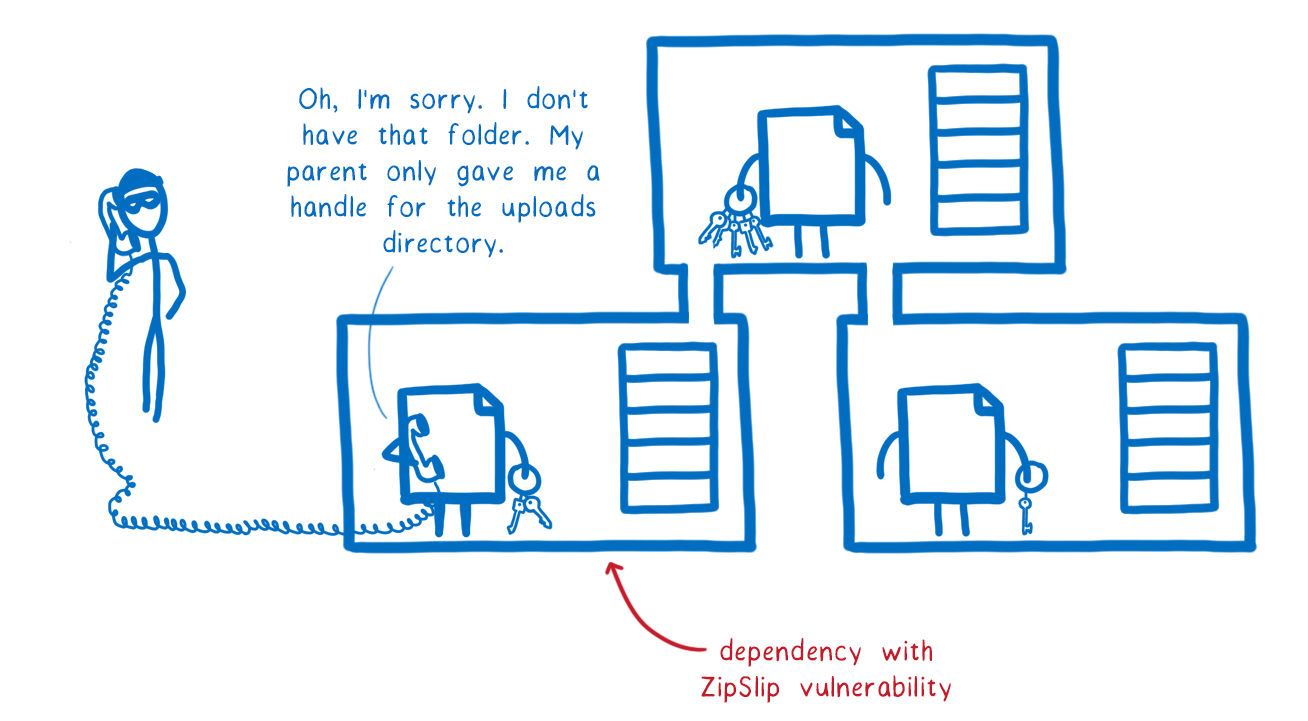 Oh, I'm sorry. I don't
have that folder. My
parent only gave me a
handle for the uploads
directory.
dependency with
ZipSlip vulnerability